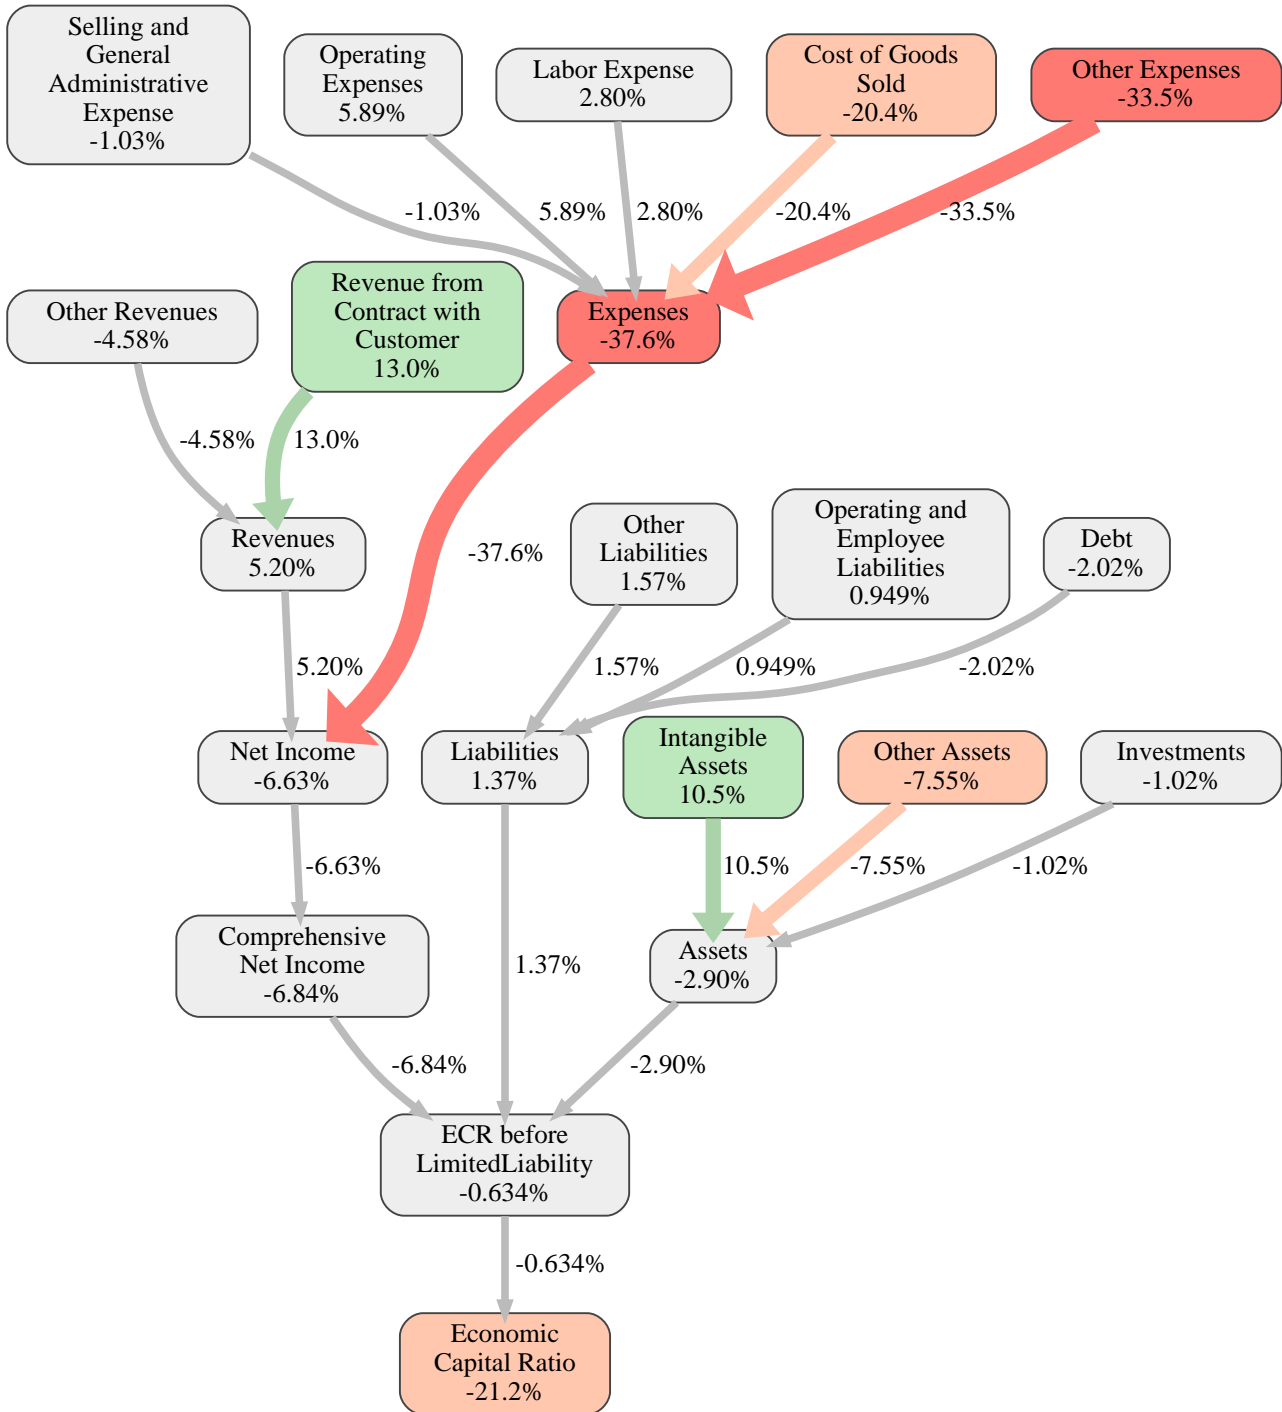 Selling and
General
Administrative
Expense
-1.03%
Operating
Expenses
5.89%
Labor Expense
2.80%
Cost of Goods
Sold
-20.4%
Other Expenses
-33.5%
-1.03%
5.89%
2.80%
-20.4%
-33.5%
Other Revenues
-4.58%
Revenue from
Contract with
Customer
13.0%
Expenses
-37.6%
-4.58%
13.0%
-37.6%
Revenues
5.20%
Other
Liabilities
1.57%
Operating and
Employee
Liabilities
0.949%
Debt
-2.02%
5.20%
1.57%
0.949%
-2.02%
Net Income
-6.63%
Liabilities
1.37%
Intangible
Assets
10.5%
Other Assets
-7.55%
Investments
-1.02%
-6.63%
10.5%
-7.55%
-1.02%
Comprehensive
Net Income
-6.84%
1.37%
Assets
-2.90%
-6.84%
-2.90%
ECR before
LimitedLiability
-0.634%
-0.634%
Economic
Capital Ratio
-21.2%